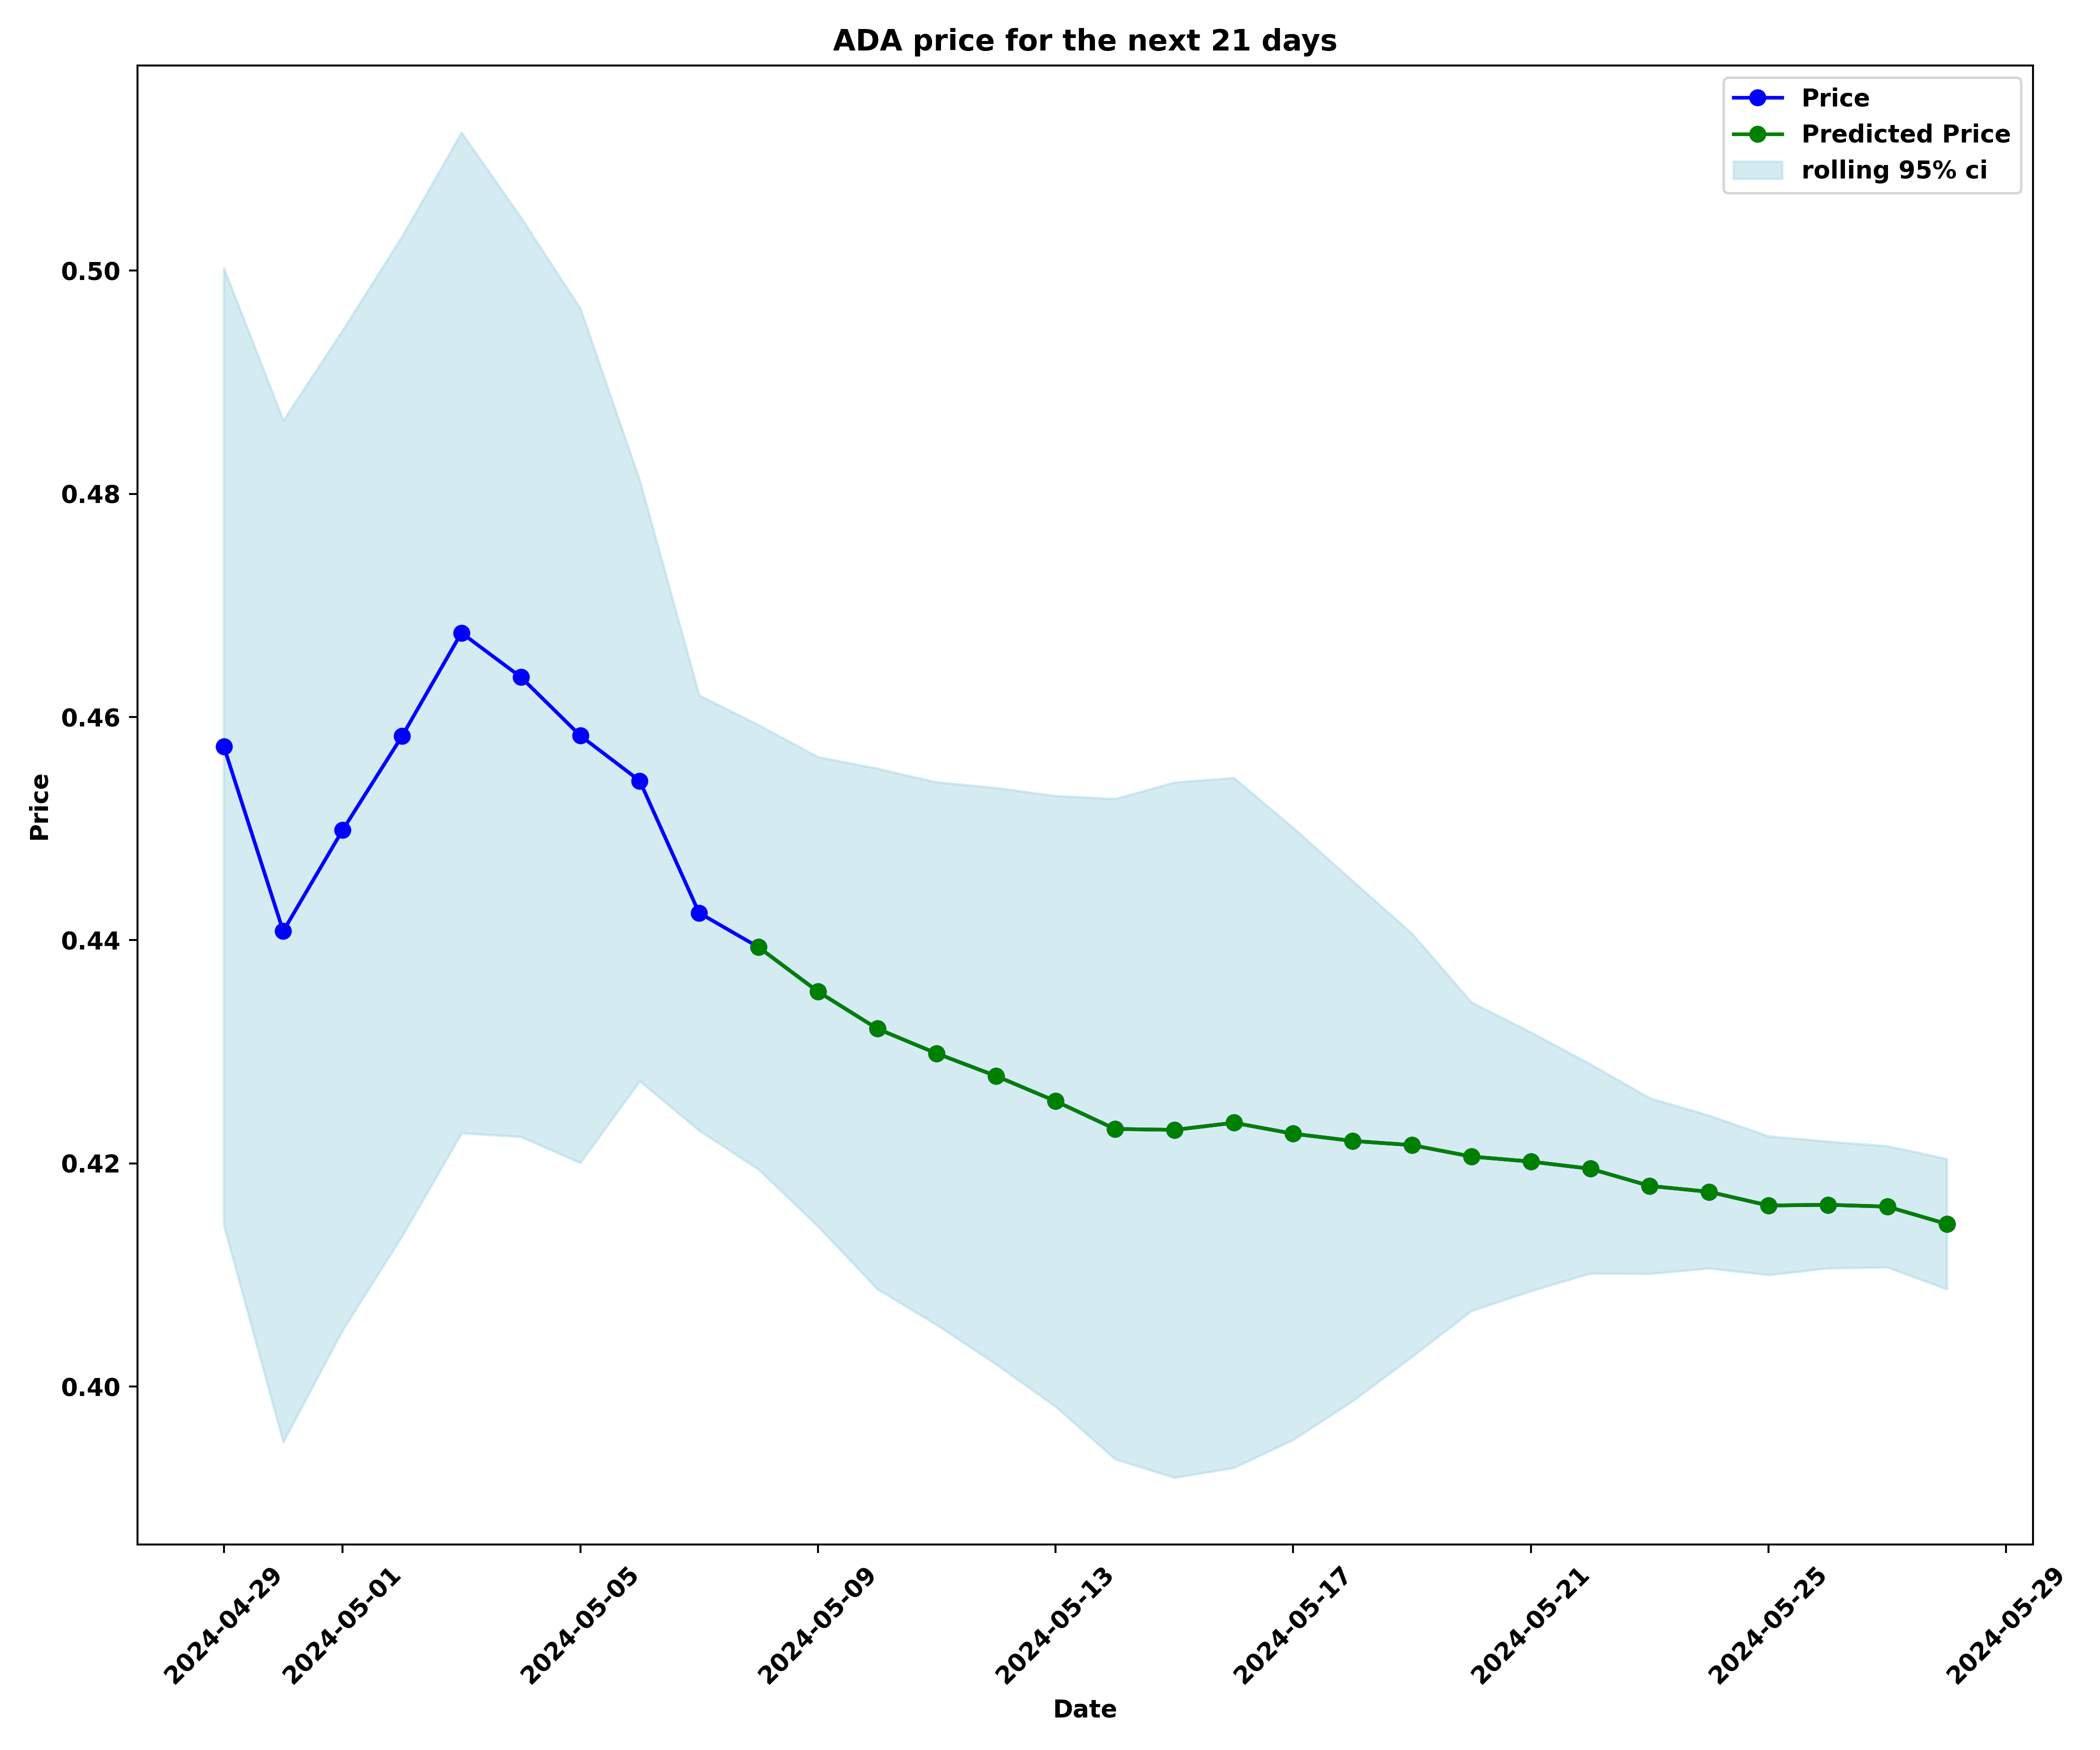 ADA price for the next 21 days
Price
Predicted Price
rolling 95% ci
0.50
0.48
0.46
0.44
0.42
0.40
Price
2024-04-29
2024-05-01
2024-05-05
2024-05-09
2024-05-13
2024-05-17
2024-05-21
2024-05-25
2024-05-29
Date